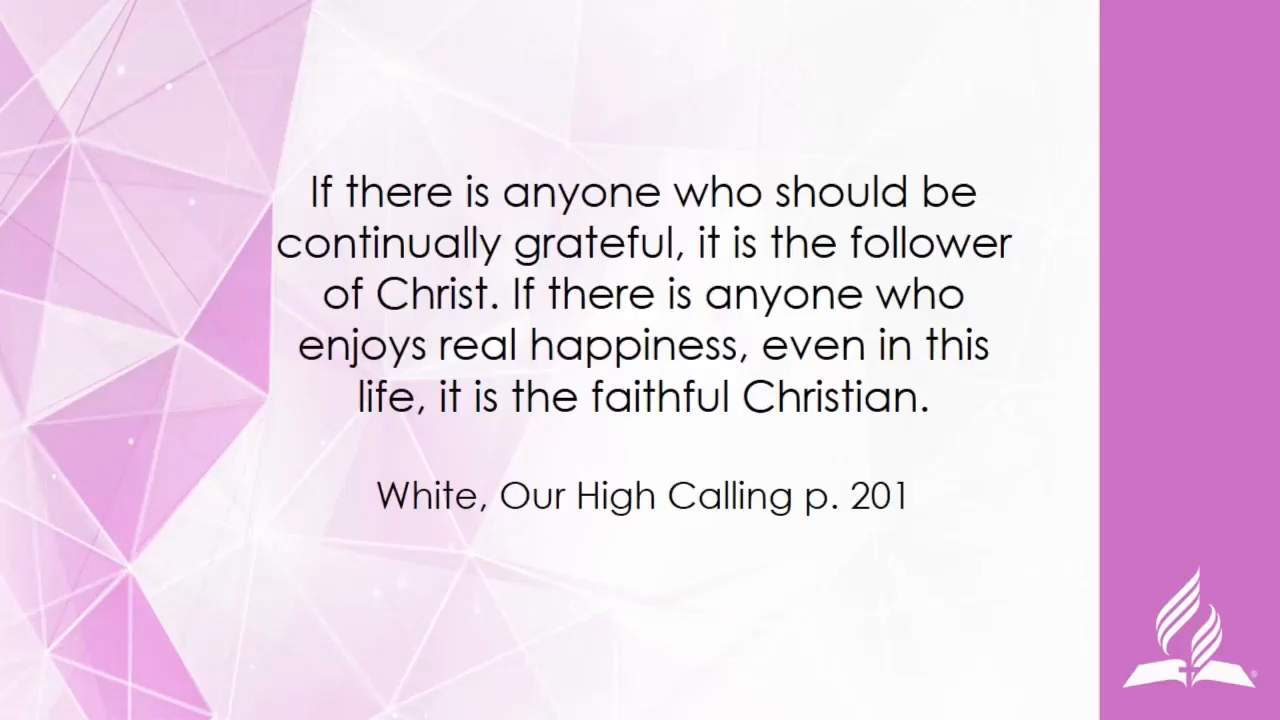 If there is anyone who should be
continually grateful, it is the follower
of Christ. If there is anyone who
enjoys real happiness, even in this
life, it is the faithful Christian.
White, Our High Calling p. 201
®